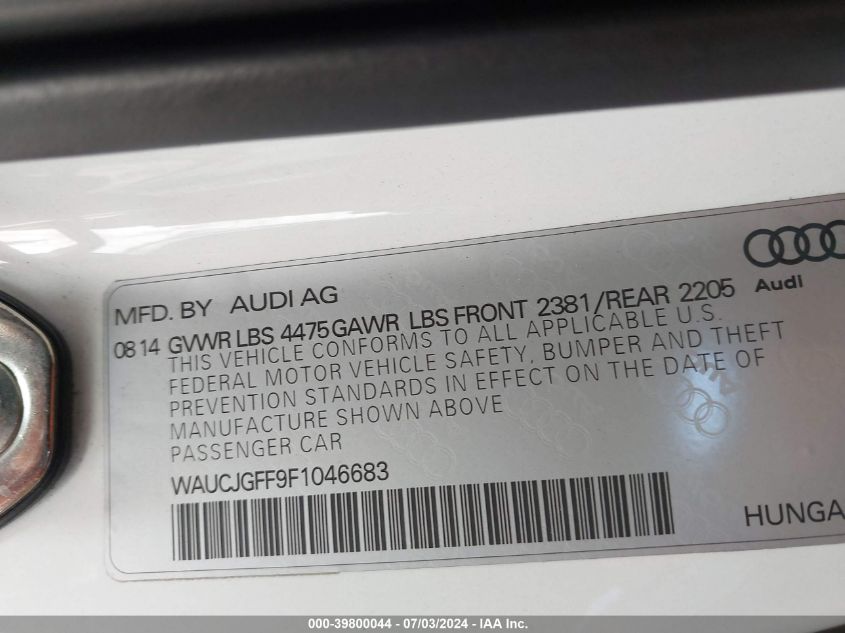 Audi
MFD. BY AUDI AG
0814 GVWR LBS 4475 GAWR LBS FRONT 2381/REAR 2205
THIS VEHICLE CONFORMS TO ALL APPLICABLE U.S.
FEDERAL MOTOR VEHICLE SAFETY, BUMPER AND THEFT
PREVENTION STANDARDS IN EFFECT ON THE DATE OF
MANUFACTURE SHOWN ABOVE
PASSENGER CAR
WAUCJGFF9F1046683
HUNGA
000-39800044 - 07/03/2024 - IAA Inc.